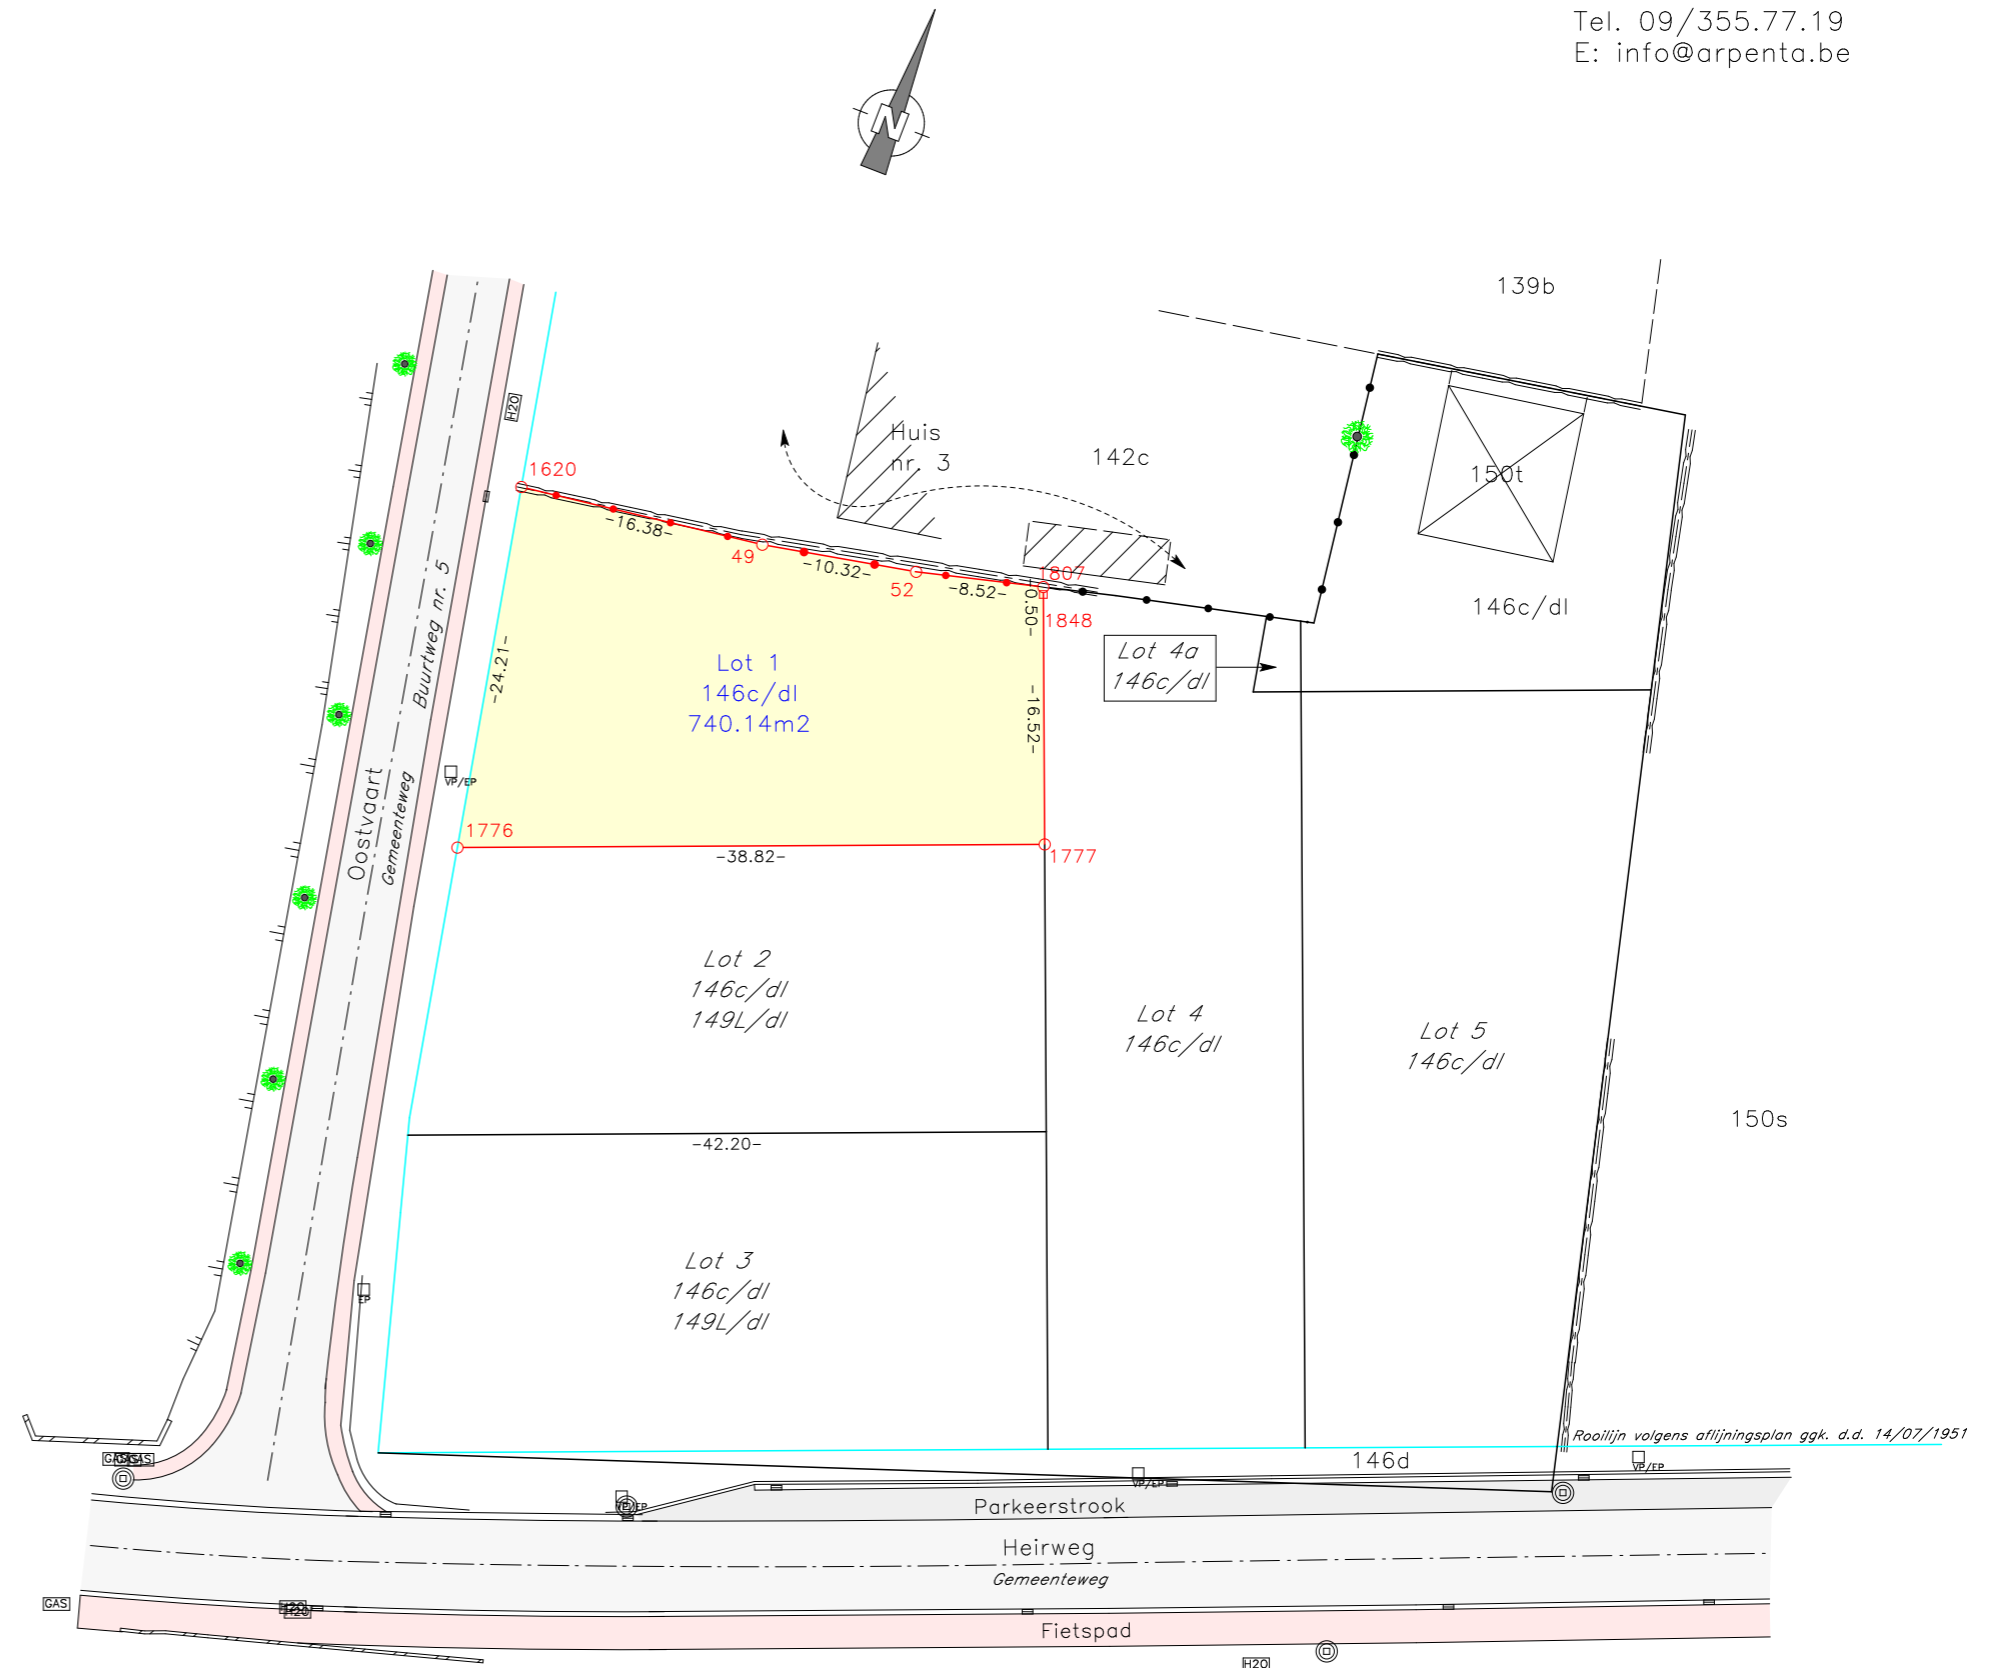 Tel. 09/355.77.19
E: info@arpenta.be
N
139b
H2O
Huis
nr. 3
142c
1620
150t
-16.38-
49
-10.32-
52
-8.52-
1807
-0.50-
1848
146c/dl
Buurtweg nr. 5
-24.21-
Lot 1
146c/dl
740.14m2
-16.52-
Lot 4a
146c/dl
VP/EP
Oostvaart
Gemeenteweg
1776
-38.82-
1777
Lot 2
146c/dl
149L/dl
Lot 4
146c/dl
Lot 5
146c/dl
150s
-42.20-
Lot 3
146c/dl
149L/dl
EP
Rooilijn volgens aflijningsplan ggk. d.d. 14/07/1951
GAS
GAS
146d
VP/EP
VP/EP
VP/EP
Parkeerstrook
Heirweg
Gemeenteweg
GAS
H2O
H2O
Fietspad
H2O